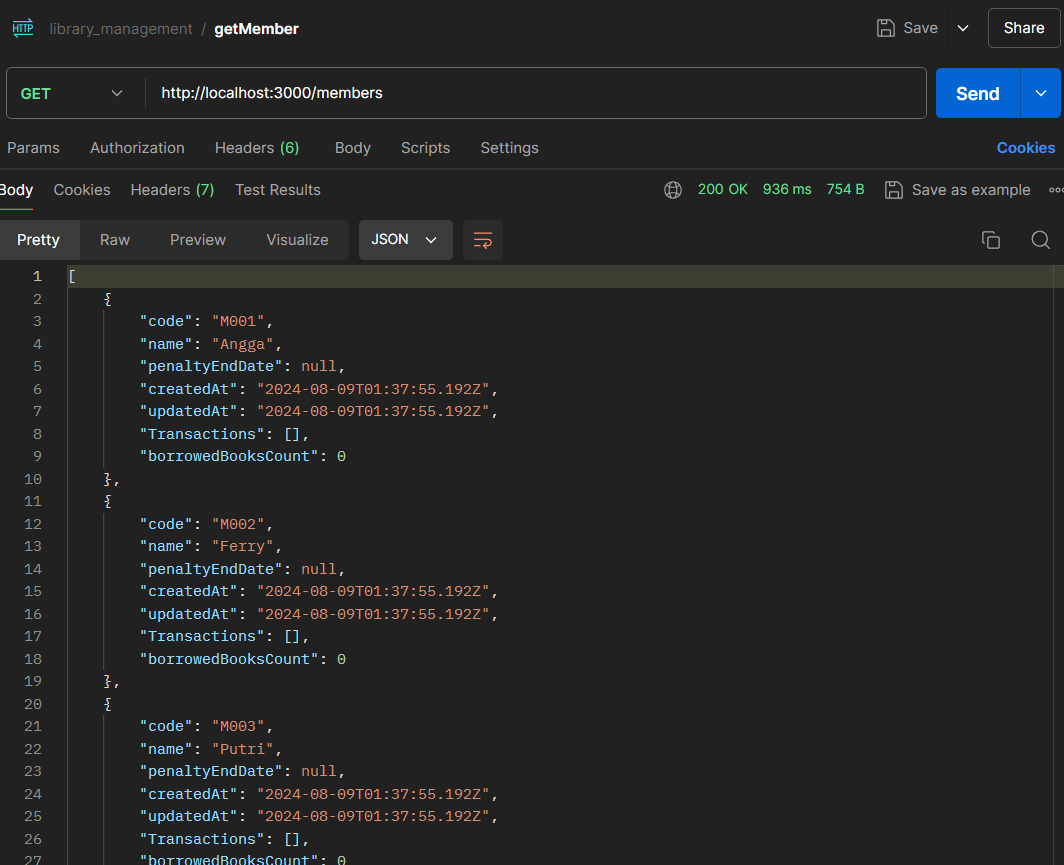 HTTP library_management / getMember Save Share
GET http://localhost:3000/members Send
Params Authorization Headers (6) Body Scripts Settings Cookies
Body Cookies Headers (7) Test Results 200 OK 936 ms 754 B Save as example
Pretty Raw Preview Visualize JSON
1 [
2 {
3 "code": "M001",
4 "name": "Angga",
5 "penaltyEndDate": null,
6 "createdAt": "2024-08-09T01:37:55.192Z",
7 "updatedAt": "2024-08-09T01:37:55.192Z",
8 "Transactions": [],
9 "borrowedBooksCount": 0
10 },
11 {
12 "code": "M002",
13 "name": "Ferry",
14 "penaltyEndDate": null,
15 "createdAt": "2024-08-09T01:37:55.192Z",
16 "updatedAt": "2024-08-09T01:37:55.192Z",
17 "Transactions": [],
18 "borrowedBooksCount": 0
19 },
20 {
21 "code": "M003",
22 "name": "Putri",
23 "penaltyEndDate": null,
24 "createdAt": "2024-08-09T01:37:55.192Z",
25 "updatedAt": "2024-08-09T01:37:55.192Z",
26 "Transactions": [],
27 "borrowedBooksCount": 0